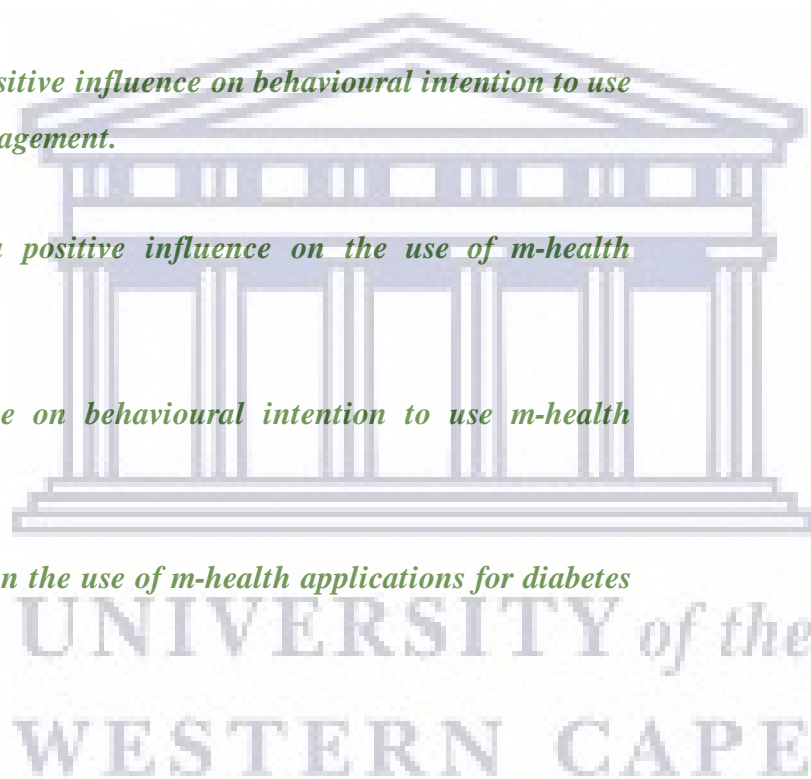 sitive influence on behavioural intention to use
agement.
positive influence on the use of m-health
e on behavioural intention to use m-health
n the use of m-health applications for diabetes
UNIVERSITY of the
WESTERN CAPE